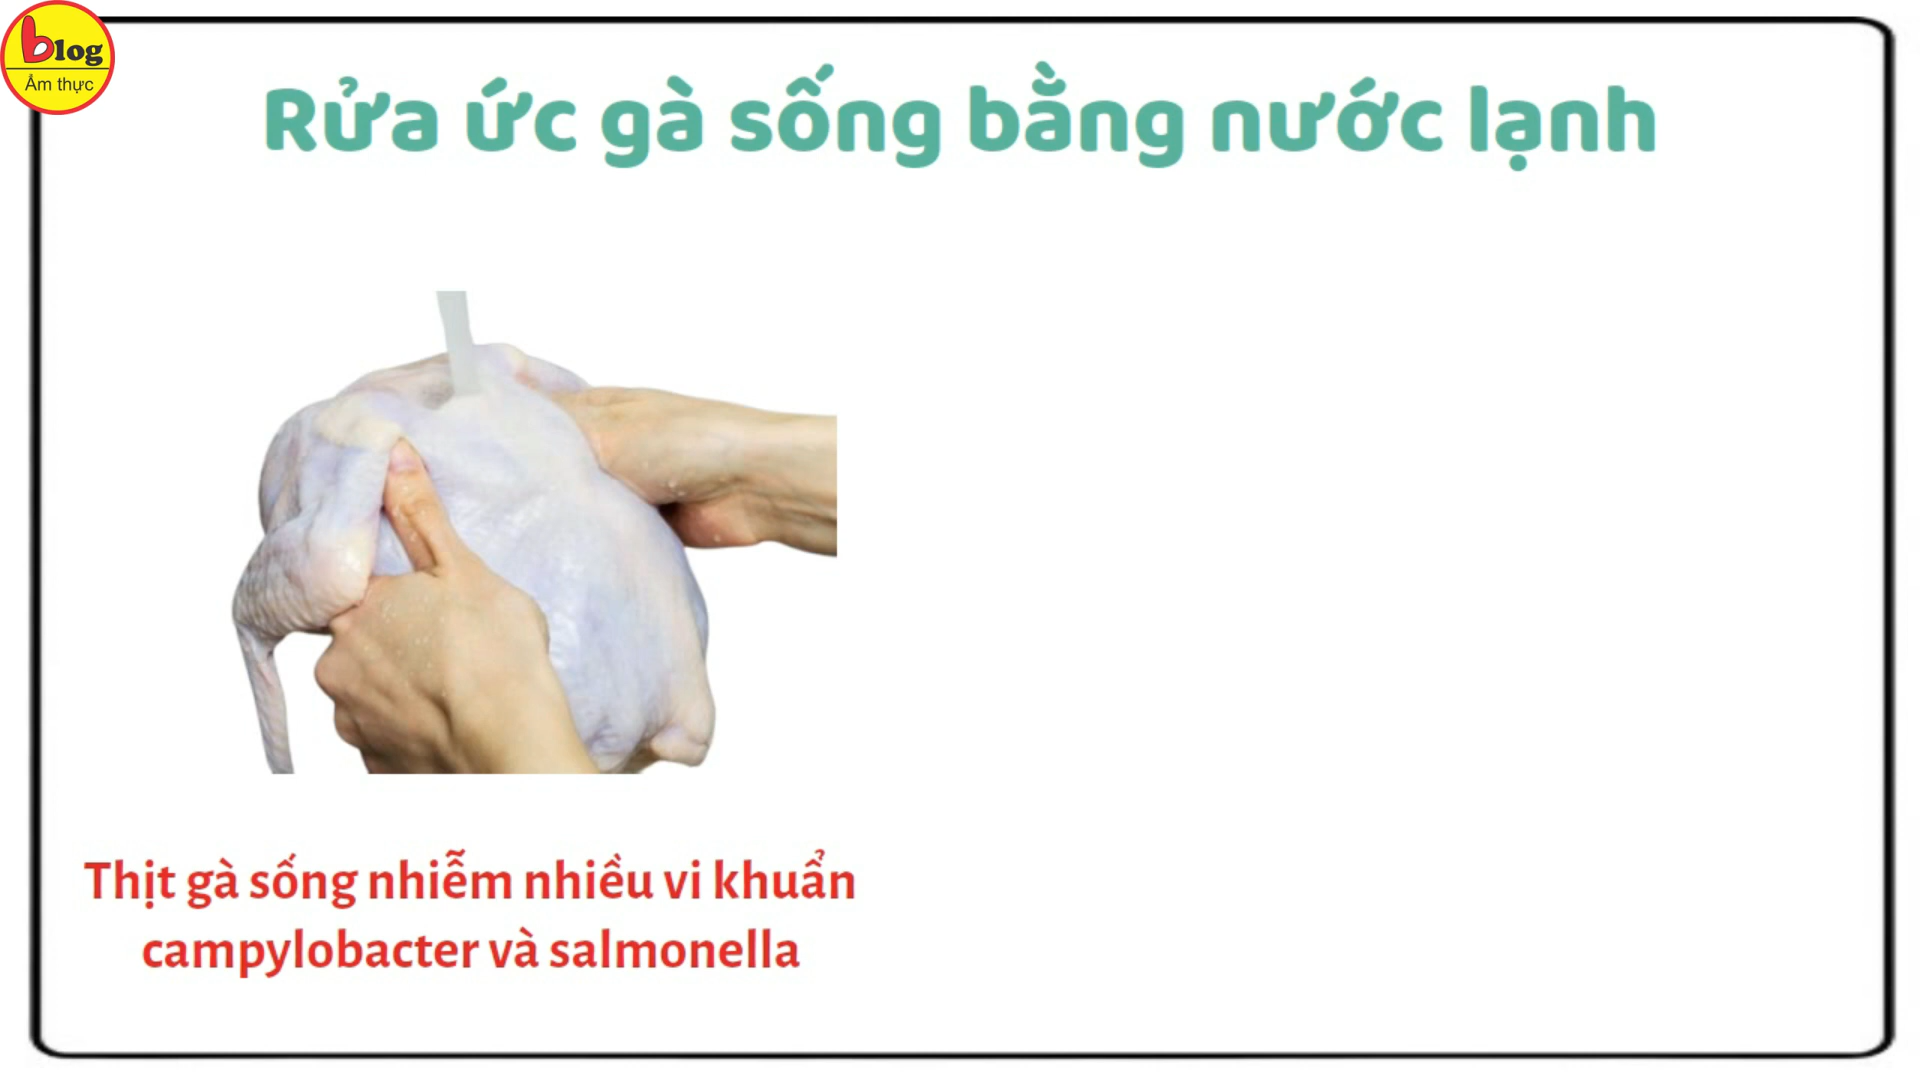 blog
Ẩm thực
Rửa ức gà sống bằng nước lạnh
Thịt gà sống nhiễm nhiều vi khuẩn
campylobacter và salmonella